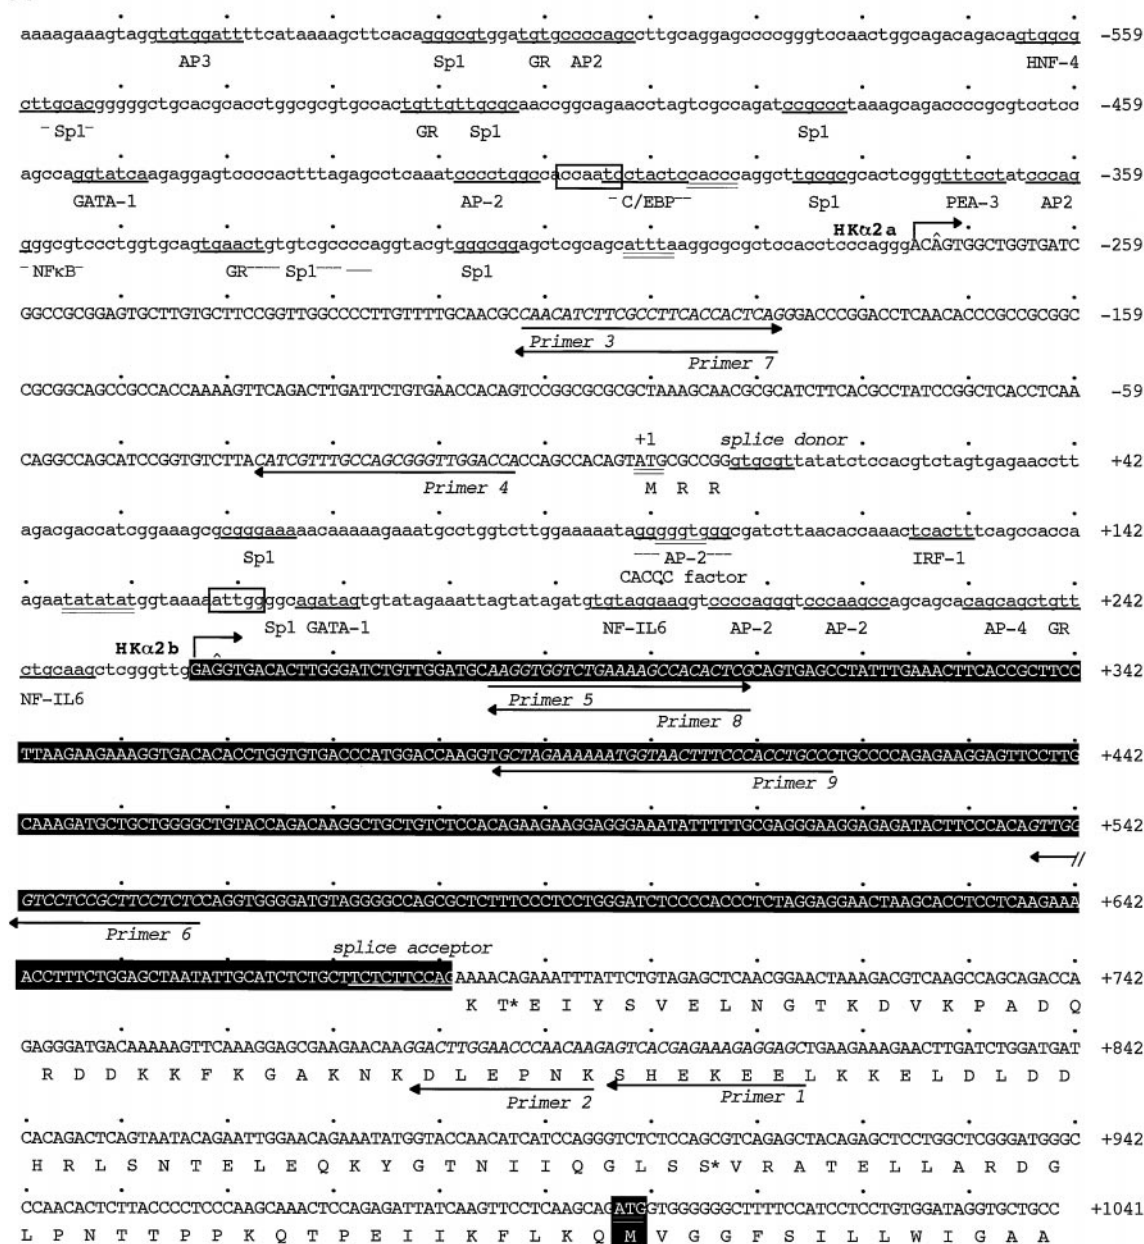 aaaagaaagtaggtgtggattttcataaaagcttcacagggcgtggatgtgccccagccttgcaggagccccgggtccaactggcagacagacagtggcg -559
AP3 Sp1 GR AP2 HNF-4
cttgcacgggggctgcacgcacctggcgcgtgccactgttgttgcgcaaccggcagaacctagtcgccagatccgccctaaagcagaccccgcgtcctcc -459
Sp1 GR Sp1 Sp1
agccaggtatcaagaggagtccccactttagagcctcaaatcccctggccaccaatcctactccacccaggcttgcgcgcactcgggtttcctatcccag -359
GATA-1 AP-2 C/EBP Sp1 PEA-3 AP2
HKα2a
gggcgtccctggtgcagtgaactgtgtcgccccaggtacgtgggcggagctcgcagcatttaaggcgcgctccacctcccagggACAGTGGCTGGTGATC -259
NFκB GR Sp1 Sp1
GGCCGCGGAGTGCTTGTGCTTCCGGTTGGCCCCTTGTTTTGCAACGCCAACATCTTCGCCTTCACCACTCAGGGACCCGGACCTCAACACCCGCCGCGGC -159
Primer 3
Primer 7
CGCGGCAGCCGCCACCAAAAGTTCAGACTTGATTCTGTGAACCACAGTCCGGCGCGCGCTAAAGCAACGCGCATCTTCACGCCTATCCGGCTCACCTCAA -59
+1 splice donor
CAGGCCAGCATCCGGTGTCTTACATCGTTTGCCAGCGGGTTGGACCACCAGCCACAGTATGCGCCGGgtgcgttatatctccacgtctagtgagaacctt +42
Primer 4 M R R
agacgaccatcggaaagcgcgggaaaaacaaaaagaaatgcctggtcttggaaaaatagggggtgggcgatcttaacaccaaactcactttcagccacca +142
Sp1 AP-2 IRF-1
CACCC factor
agaatatatatggtaaaaattggggcagatagtgtatagaaattagtatagatgtgtaggaaggtccccagggtcccaagccagcagcacagcagctgtt +242
Sp1 GATA-1 NF-IL6 AP-2 AP-2 AP-4 GR
HKα2b
ctgcaagctcgggttgGAGGTGACACTTGGGATCTGTTGGATGCAAGGTGGTCTGAAAAGCCACACTCGCAGTGAGCCTATTTGAAACTTCACCGCTTCC +342
NF-IL6 Primer 5
Primer 8
TTAAGAAGAAAGGTGACACACCTGGTGTGACCCATGGACCAAGGTGCTAGAAAAAATGGTAACTTTCCCACCTGCCCTGCCCCAGAGAAGGAGTTCCTTG +442
Primer 9
CAAAGATGCTGCTGGGGCTGTACCAGACAAGGCTGCTGTCTCCACAGAAGAAGGAGGGAAATATTTTTGCGAGGGAAGGAGAGATACTTCCCACAGTTGG +542
GTCCTCCGCTTCCTCTCCAGGTGGGGATGTAGGGGCCAGCGCTCTTTCCCTCCTGGGATCTCCCCACCCTCTAGGAGGAACTAAGCACCTCCTCAAGAAA +642
Primer 6
splice acceptor
ACCTTTCTGGAGCTAATATTGCATCTCTGCTTCTCTTCCAGAAAACAGAAATTTATTCTGTAGAGCTCAACGGAACTAAAGACGTCAAGCCAGCAGACCA +742
K T* E I Y S V E L N G T K D V K P A D Q
GAGGGATGACAAAAAGTTCAAAGGAGCGAAGAACAAGGACTTGGAACCCAACAAGAGTCACGAGAAAGAGGAGCTGAAGAAAGAACTTGATCTGGATGAT +842
R D D K K F K G A K N K D L E P N K S H E K E E L K K E L D L D D
Primer 2 Primer 1
CACAGACTCAGTAATACAGAATTGGAACAGAAATATGGTACCAACATCATCCAGGGTCTCTCCAGCGTCAGAGCTACAGAGCTCCTGGCTCGGGATGGGC +942
H R L S N T E L E Q K Y G T N I I Q G L S S* V R A T E L L A R D G
CCAACACTCTTACCCCTCCCAAGCAAACTCCAGAGATTATCAAGTTCCTCAAGCAGATGGTGGGGGGCTTTTCCATCCTCCTGTGGATAGGTGCTGCC +1041
L P N T T P P K Q T P E I I K F L K Q M V G G F S I L L W I G A A